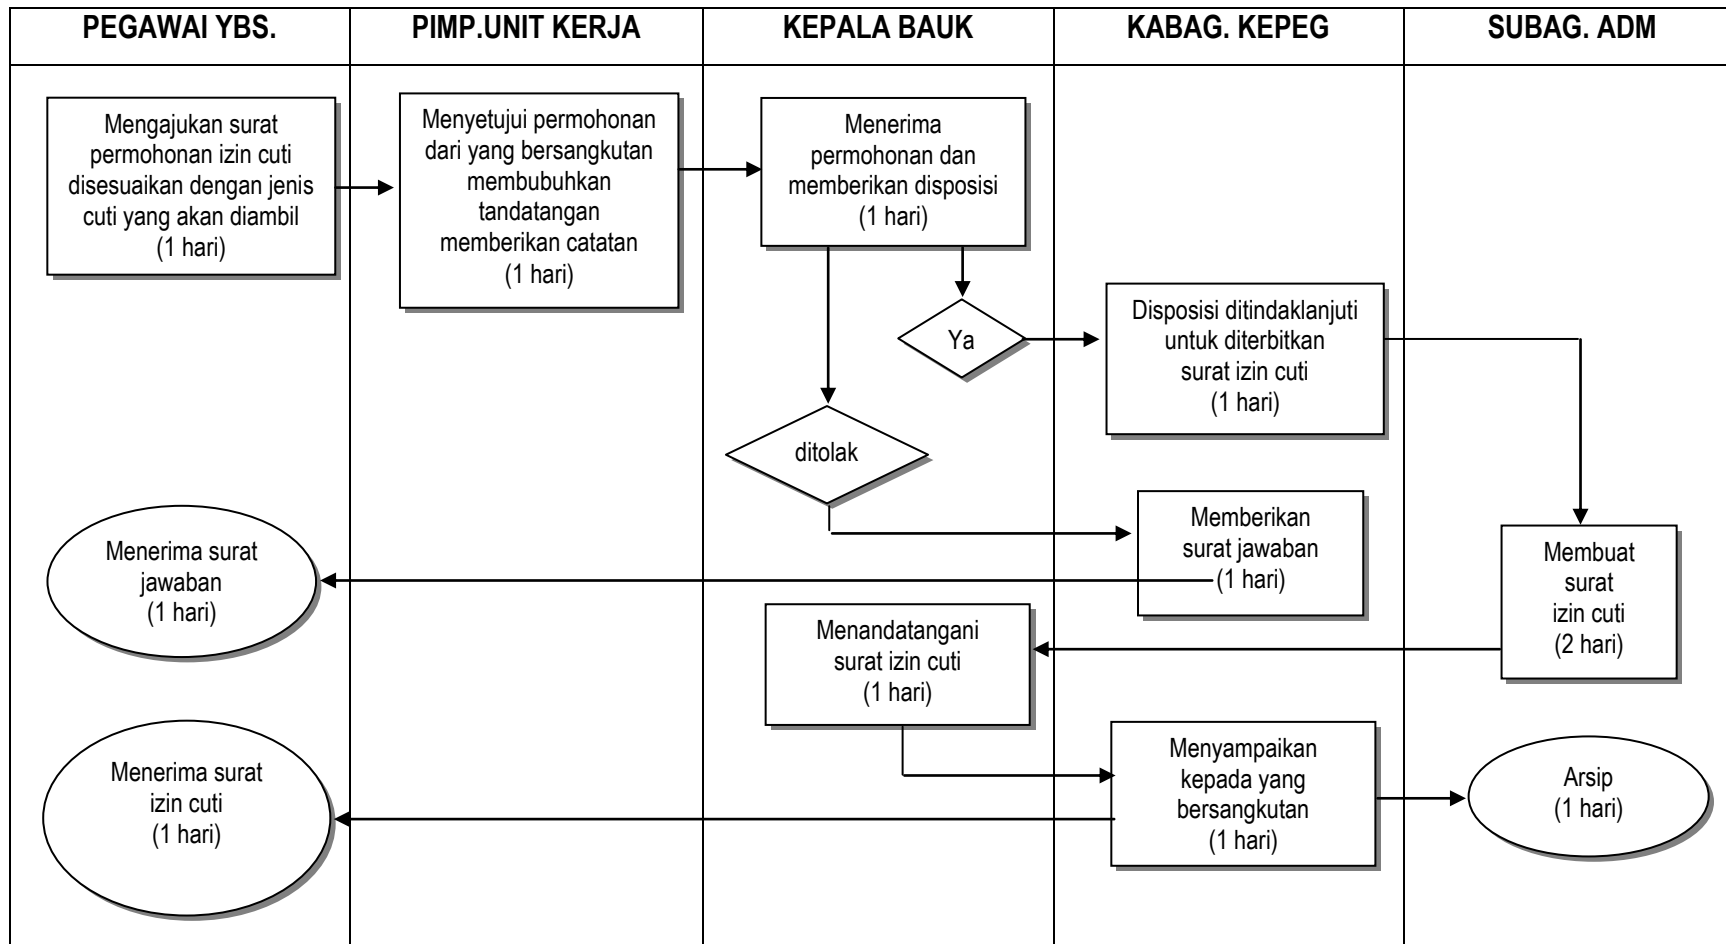 PEGAWAI YBS.
PIMP.UNIT KERJA
KEPALA BAUK
KABAG. KEPEG
SUBAG. ADM
Mengajukan surat
permohonan izin cuti
disesuaikan dengan jenis
cuti yang akan diambil
(1 hari)
Menyetujui permohonan
dari yang bersangkutan
membubuhkan
tandatangan
memberikan catatan
(1 hari)
Menerima
permohonan dan
memberikan disposisi
(1 hari)
Ya
Disposisi ditindaklanjuti
untuk diterbitkan
surat izin cuti
(1 hari)
ditolak
Memberikan
surat jawaban
(1 hari)
Menerima surat
jawaban
(1 hari)
Membuat
surat
izin cuti
(2 hari)
Menandatangani
surat izin cuti
(1 hari)
Menyampaikan
kepada yang
bersangkutan
(1 hari)
Menerima surat
izin cuti
(1 hari)
Arsip
(1 hari)